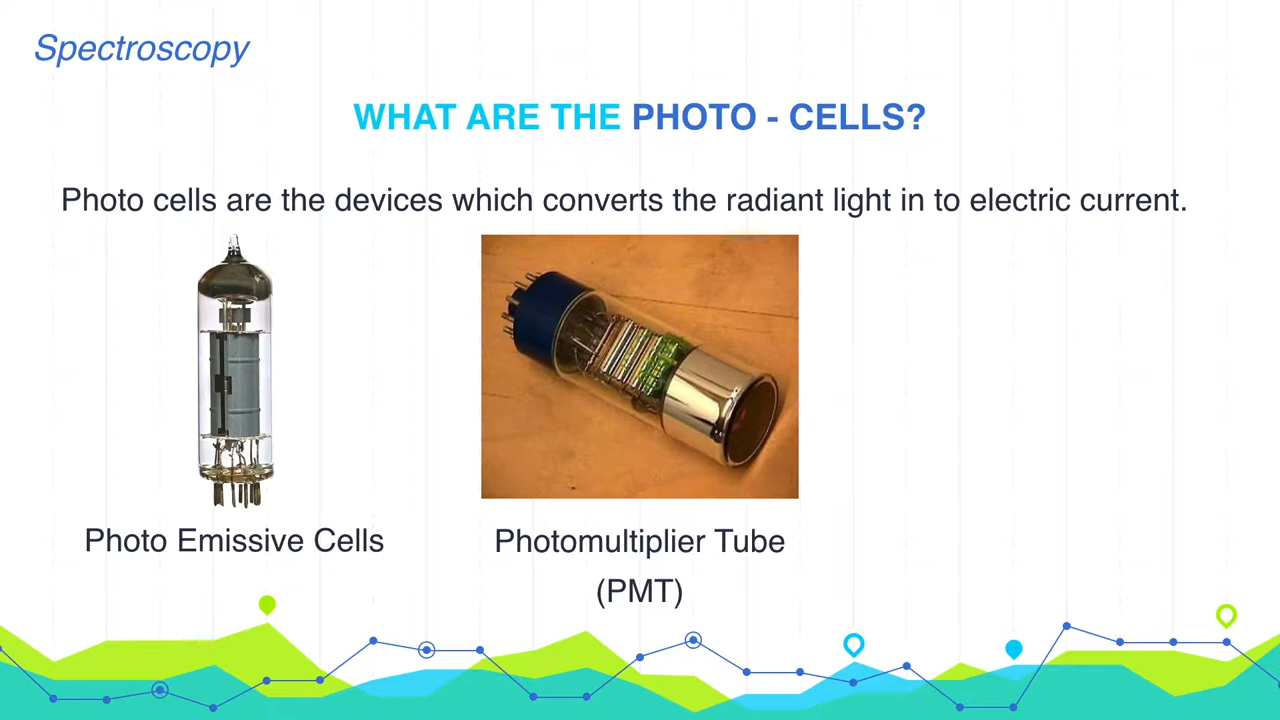 Spectroscopy
WHAT ARE THE PHOTO - CELLS?
Photo cells are the devices which converts the radiant light in to electric current.
Photo Emissive Cells
Photomultiplier Tube
(PMT)